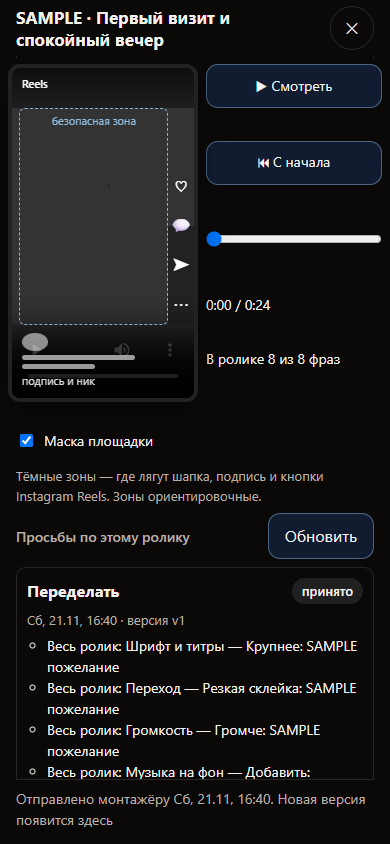 SAMPLE · Первый визит и
спокойный вечер
Reels
безопасная зона
подпись и ник
▶ Смотреть
⏮ С начала
0:00 / 0:24
В ролике 8 из 8 фраз
Маска площадки
Тёмные зоны — где лягут шапка, подпись и кнопки
Instagram Reels. Зоны ориентировочные.
Просьбы по этому ролику
Обновить
Переделать
принято
Сб, 21.11, 16:40 · версия v1
Весь ролик: Шрифт и титры — Крупнее: SAMPLE
пожелание
Весь ролик: Переход — Резкая склейка: SAMPLE
пожелание
Весь ролик: Громкость — Громче: SAMPLE
пожелание
Весь ролик: Музыка на фон — Добавить:
Отправлено монтажёру Сб, 21.11, 16:40. Новая версия
появится здесь